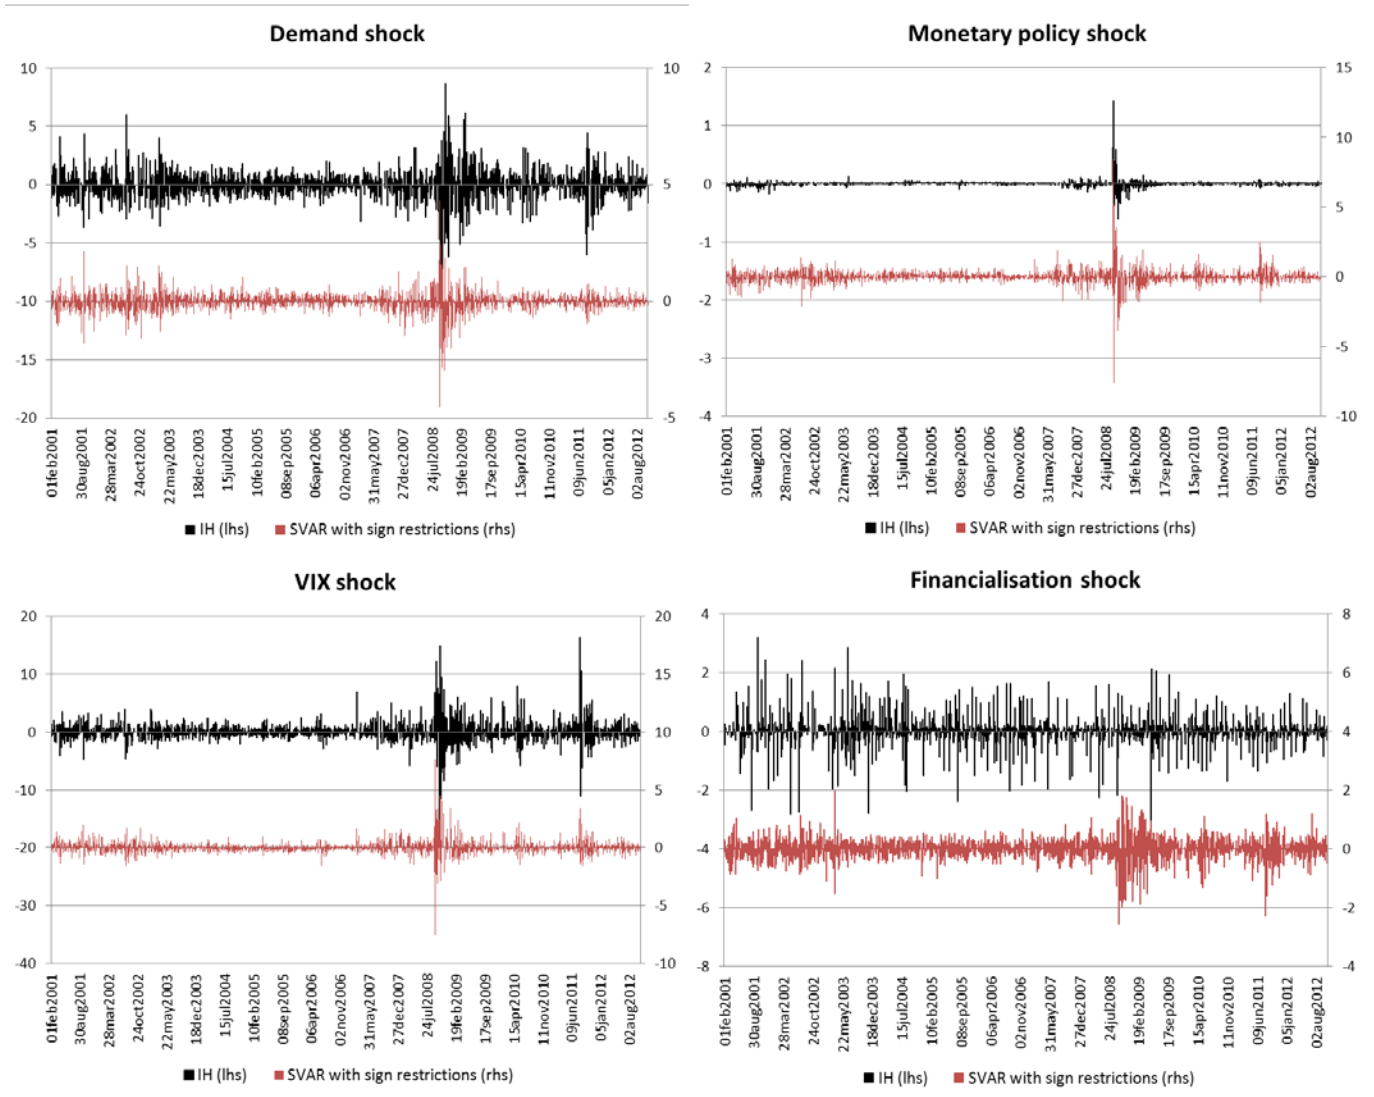 Demand shock
10
5
0
-5
-10
-15
-20
10
5
0
-5
01feb2001
30aug2001
28mar2002
24oct2002
22may2003
18dec2003
15jul2004
10feb2005
08sep2005
06apr2006
02nov2006
31may2007
27dec2007
24jul2008
19feb2009
17sep2009
15apr2010
11nov2010
09jun2011
05jan2012
02aug2012
IH (lhs) SVAR with sign restrictions (rhs)
Monetary policy shock
2
1
0
-1
-2
-3
-4
15
10
5
0
-5
-10
01feb2001
30aug2001
28mar2002
24oct2002
22may2003
18dec2003
15jul2004
10feb2005
08sep2005
06apr2006
02nov2006
31may2007
27dec2007
24jul2008
19feb2009
17sep2009
15apr2010
11nov2010
09jun2011
05jan2012
02aug2012
IH (lhs) SVAR with sign restrictions (rhs)
VIX shock
20
10
0
-10
-20
-30
-40
20
15
10
5
0
-5
-10
01feb2001
30aug2001
28mar2002
24oct2002
22may2003
18dec2003
15jul2004
10feb2005
08sep2005
06apr2006
02nov2006
31may2007
27dec2007
24jul2008
19feb2009
17sep2009
15apr2010
11nov2010
09jun2011
05jan2012
02aug2012
IH (lhs) SVAR with sign restrictions (rhs)
Financialisation shock
4
2
0
-2
-4
-6
-8
8
6
4
2
0
-2
-4
01feb2001
30aug2001
28mar2002
24oct2002
22may2003
18dec2003
15jul2004
10feb2005
08sep2005
06apr2006
02nov2006
31may2007
27dec2007
24jul2008
19feb2009
17sep2009
15apr2010
11nov2010
09jun2011
05jan2012
02aug2012
IH (lhs) SVAR with sign restrictions (rhs)